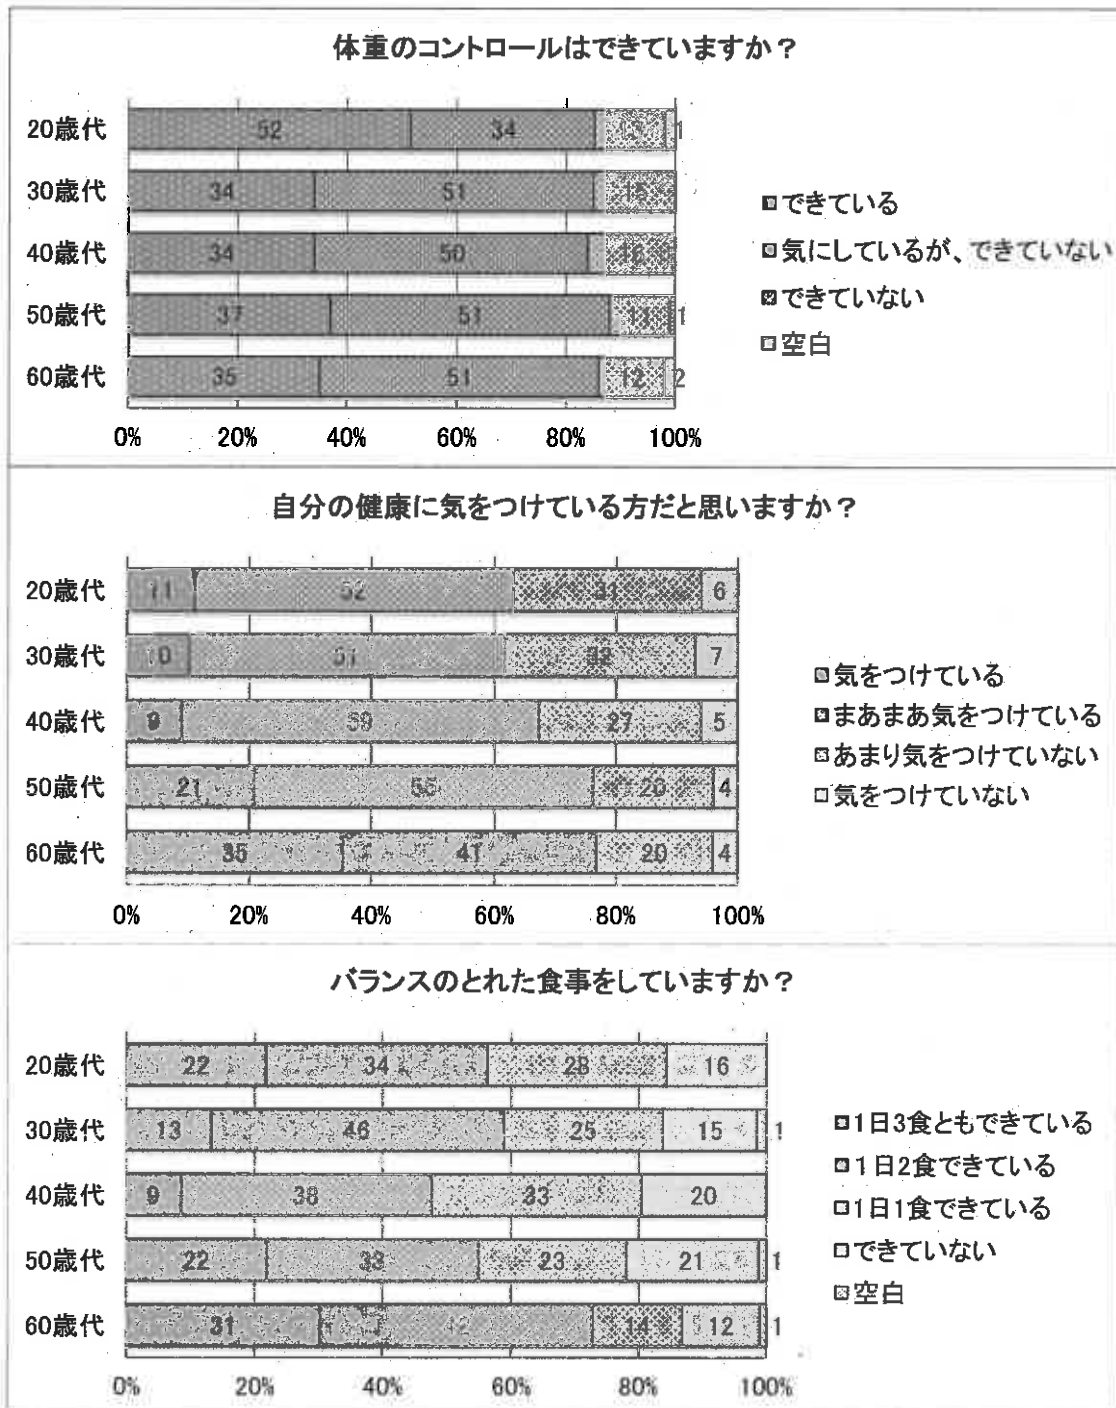 体重のコントロールはできていますか？
20歳代 52 34 13 1
30歳代 34 51 15
40歳代 34 50 16
50歳代 37 51 11 1
60歳代 35 51 12 2
0% 20% 40% 60% 80% 100%
できている
気にしているが、できていない
できていない
空白
自分の健康に気をつけている方だと思いますか？
20歳代 11 52 31 6
30歳代 10 51 32 7
40歳代 9 59 27 5
50歳代 21 55 20 4
60歳代 35 41 20 4
0% 20% 40% 60% 80% 100%
気をつけている
まあまあ気をつけている
あまり気をつけていない
気をつけていない
バランスのとれた食事をしていますか？
20歳代 22 34 28 16
30歳代 13 46 25 15 1
40歳代 9 38 33 20
50歳代 22 33 23 21 1
60歳代 31 42 14 12 1
0% 20% 40% 60% 80% 100%
1日3食ともできている
1日2食できている
1日1食できている
できていない
空白